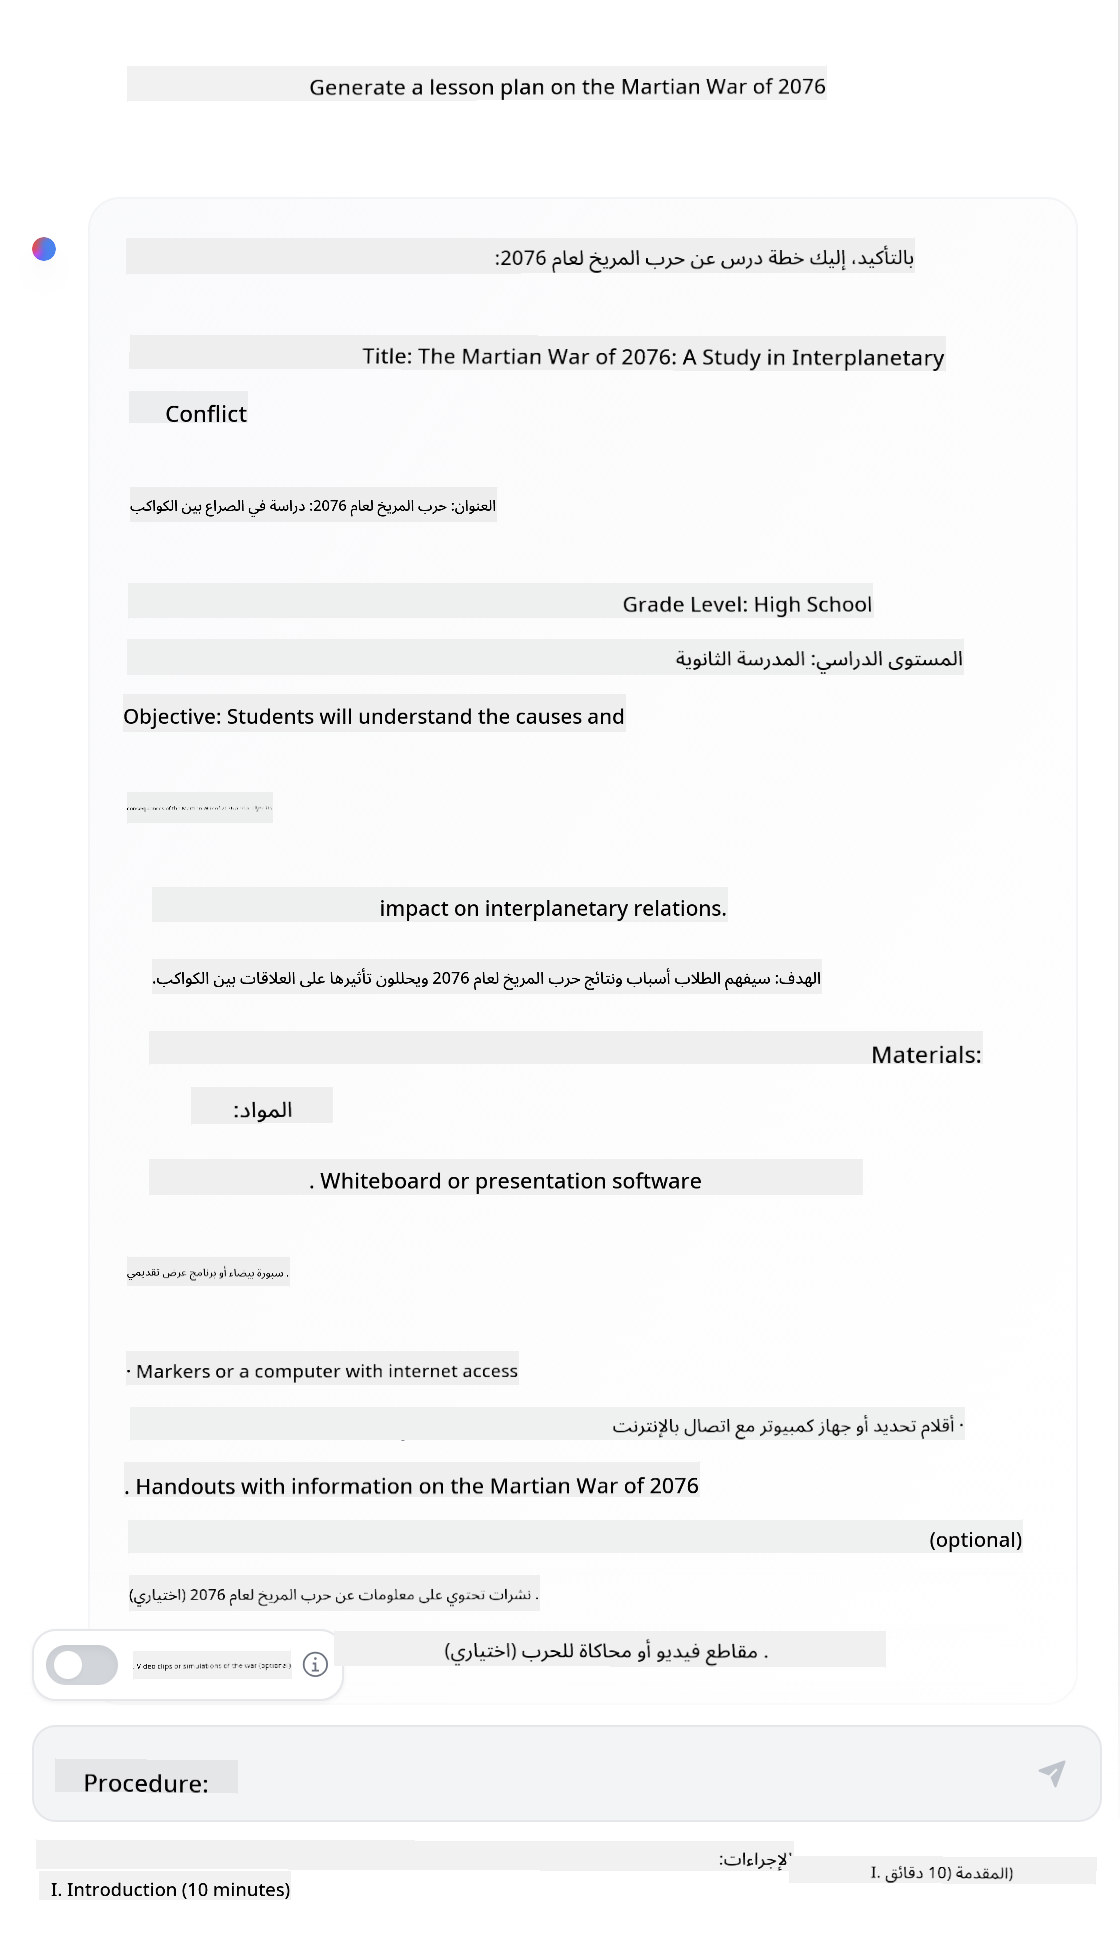 Generate a lesson plan on the Martian War of 2076
بالتأكيد، إليك خطة درس عن حرب المريخ لعام 2076:
Title: The Martian War of 2076: A Study in Interplanetary
Conflict
العنوان: حرب المريخ لعام 2076: دراسة في الصراع بين الكواكب
Grade Level: High School
المستوى الدراسي: المدرسة الثانوية
Objective: Students will understand the causes and
consequences of the Martian War of
impact on interplanetary relations.
الهدف: سيفهم الطلاب أسباب ونتائج حرب المريخ لعام 2076 ويحللون تأثيرها على العلاقات بين الكواكب.
Materials:
المواد:
. Whiteboard or presentation software
. سبورة بيضاء أو برنامج عرض تقديمي
· Markers or a computer with internet access
· أقلام تحديد أو جهاز كمبيوتر مع اتصال بالإنترنت
. Handouts with information on the Martian War of 2076
(optional)
. نشرات تحتوي على معلومات عن حرب المريخ لعام 2076 (اختياري)
. مقاطع فيديو أو محاكاة للحرب (اختياري)
. Video clips or simulations of the war (optional)
Procedure:
لإجراءات:
I. المقدمة (10 دقائق)
I. Introduction (10 minutes)